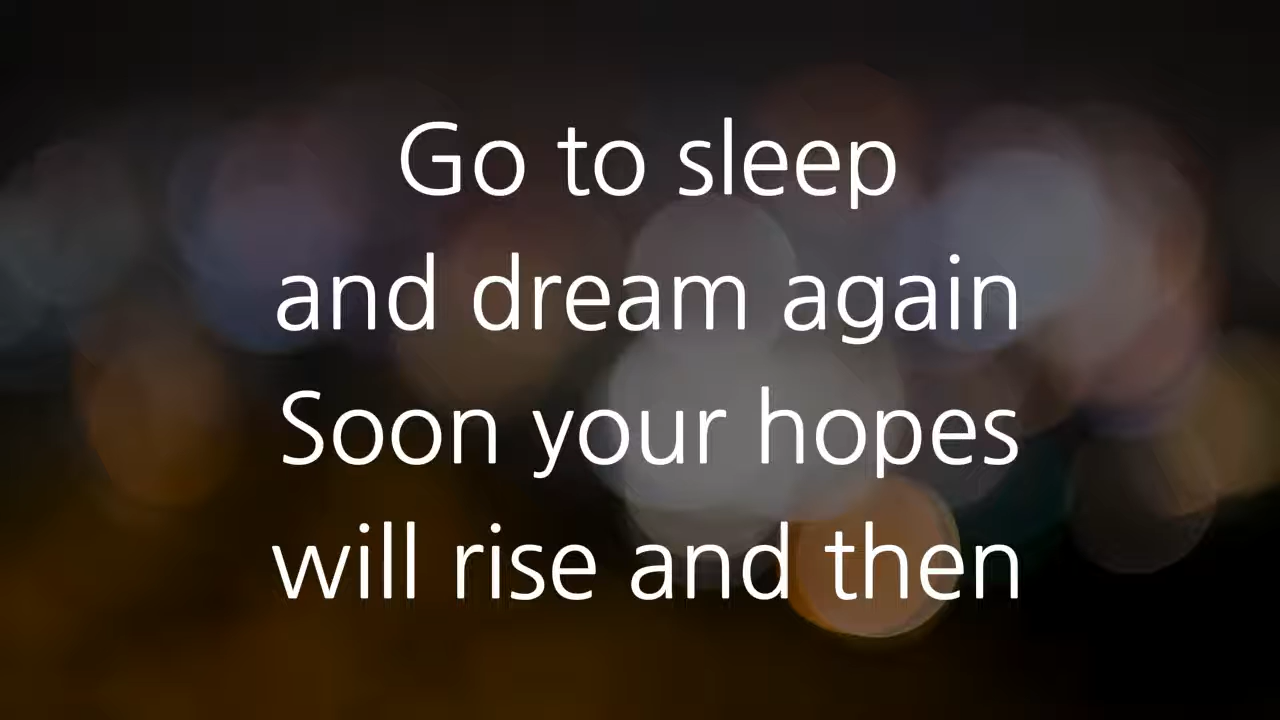 Go to sleep
and dream again
Soon your hopes
will rise and then